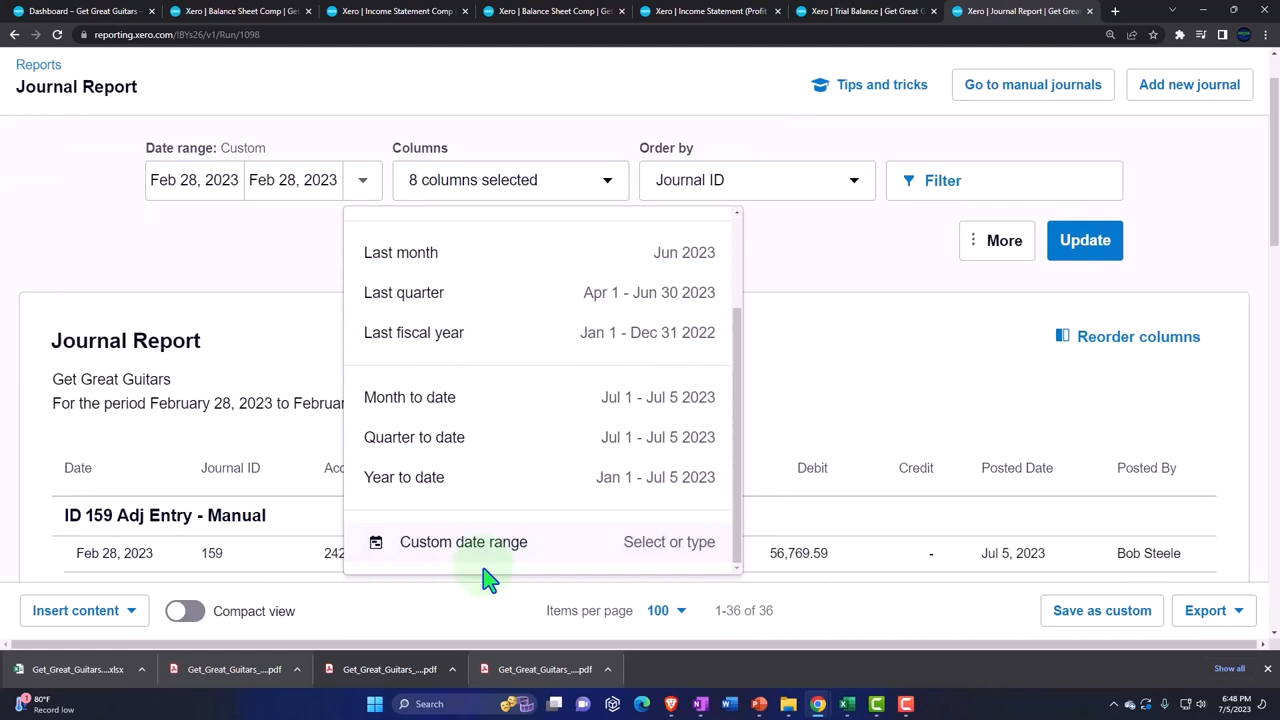 Dashboard – Get Great Guitars
Xero | Balance Sheet Comp | Get
Xero | Income Statement Comp
Xero | Balance Sheet Comp | Get
Xero | Income Statement (Profit
Xero | Trial Balance | Get Great G
Xero | Journal Report | Get Great
reporting.xero.com/IBYs26/v1/Run/1098
Reports
Journal Report
Tips and tricks
Go to manual journals
Add new journal
Date range: Custom
Columns
Order by
Feb 28, 2023
Feb 28, 2023
8 columns selected
Journal ID
Filter
More
Update
Last month Jun 2023
Last quarter Apr 1 - Jun 30 2023
Last fiscal year Jan 1 - Dec 31 2022
Month to date Jul 1 - Jul 5 2023
Quarter to date Jul 1 - Jul 5 2023
Year to date Jan 1 - Jul 5 2023
Custom date range Select or type
Journal Report
Reorder columns
Get Great Guitars
For the period February 28, 2023 to Februar
Date Journal ID Acc Debit Credit Posted Date Posted By
ID 159 Adj Entry - Manual
Feb 28, 2023 159 242 56,769.59 - Jul 5, 2023 Bob Steele
Insert content
Compact view
Items per page 100 1-36 of 36
Save as custom
Export
Get_Great_Guitars....xlsx
Get_Great_Guitars_....pdf
Get_Great_Guitars_....pdf
Get_Great_Guitars_....pdf
Show all
80°F
Record low
Search
6:48 PM
7/5/2023